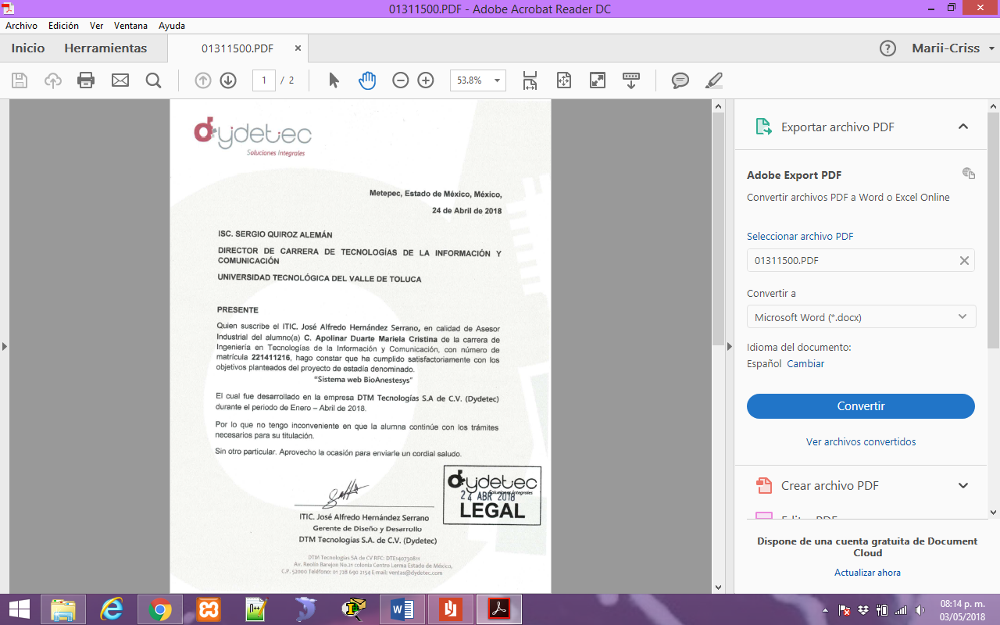 01311500.PDF - Adobe Acrobat Reader DC
Archivo Edición Ver Ventana Ayuda
Inicio Herramientas 01311500.PDF × ? Marii-Criss
1 / 2 53.8%
dydetec
Soluciones Integrales
Metepec, Estado de México, México,
24 de Abril de 2018
ISC. SERGIO QUIROZ ALEMÁN
DIRECTOR DE CARRERA DE TECNOLOGÍAS DE LA INFORMACIÓN Y
COMUNICACIÓN
UNIVERSIDAD TECNOLÓGICA DEL VALLE DE TOLUCA
PRESENTE
Quien suscribe el ITIC. José Alfredo Hernández Serrano, en calidad de Asesor
Industrial del alumno(a) C. Apolinar Duarte Mariela Cristina de la carrera de
Ingeniería en Tecnologías de la Información y Comunicación, con número de
matrícula 221411216, hago constar que ha cumplido satisfactoriamente con los
objetivos planteados del proyecto de estadía denominado.
"Sistema web BioAnestesys"
El cual fue desarrollado en la empresa DTM Tecnologías S.A de C.V. (Dydetec)
durante el periodo de Enero – Abril de 2018.
Por lo que no tengo inconveniente en que la alumna continúe con los trámites
necesarios para su titulación.
Sin otro particular. Aprovecho la ocasión para enviarle un cordial saludo.
dydetec
Soluciones Integrales
24 ABR 2018
LEGAL
ITIC. José Alfredo Hernández Serrano
Gerente de Diseño y Desarrollo
DTM Tecnologías S.A. de C.V. (Dydetec)
DTM Tecnologías SA de CV RFC: DTE140730811
Av. Reolín Barejon No.21 colonia Centro Lerma Estado de México,
C.P. 52000 Teléfono: 01 728 690 2154 E-mail: ventas@dydetec.com
Exportar archivo PDF
Adobe Export PDF
Convertir archivos PDF a Word o Excel Online
Seleccionar archivo PDF
01311500.PDF
Convertir a
Microsoft Word (*.docx)
Idioma del documento:
Español Cambiar
Convertir
Ver archivos convertidos
Crear archivo PDF
Editar PDF
Dispone de una cuenta gratuita de Document
Cloud
Actualizar ahora
08:14 p. m.
03/05/2018